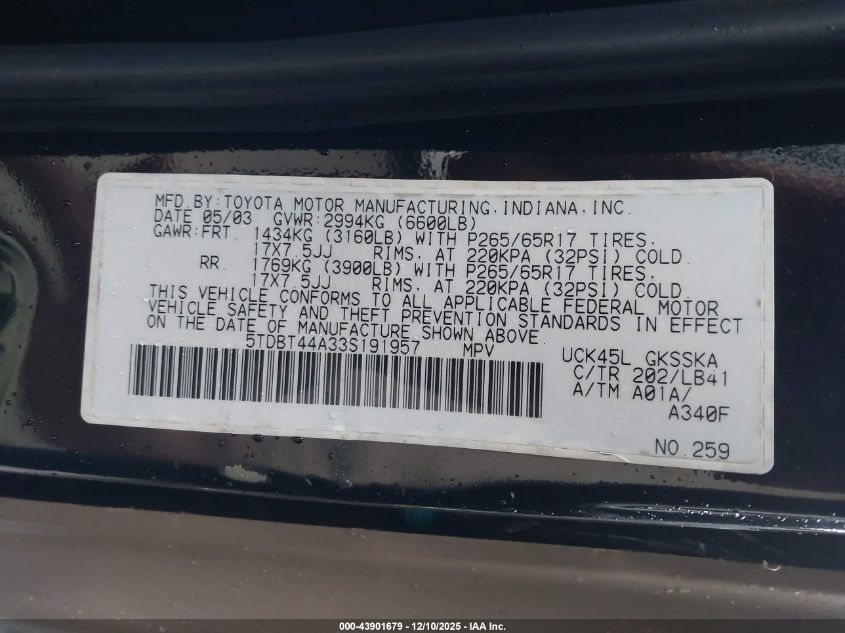 MFD.BY:TOYOTA MOTOR MANUFACTURING,INDIANA,INC.
DATE 05/03 GVWR:2994KG (6600LB)
GAWR:FRT. 1434KG (3160LB) WITH P265/65R17 TIRES.
17X7.5JJ RIMS. AT 220KPA (32PSI) COLD.
RR. 1769KG (3900LB) WITH P265/65R17 TIRES.
17X7.5JJ RIMS. AT 220KPA (32PSI) COLD.
THIS VEHICLE CONFORMS TO ALL APPLICABLE FEDERAL MOTOR
VEHICLE SAFETY AND THEFT PREVENTION STANDARDS IN EFFECT
ON THE DATE OF MANUFACTURE SHOWN ABOVE.
5TDBT44A33S191957 MPV
UCK45L GKSSKA
C/TR 202/LB41
A/TM A01A/
A340F
NO.259
000-43901679 - 12/10/2025 - IAA Inc.